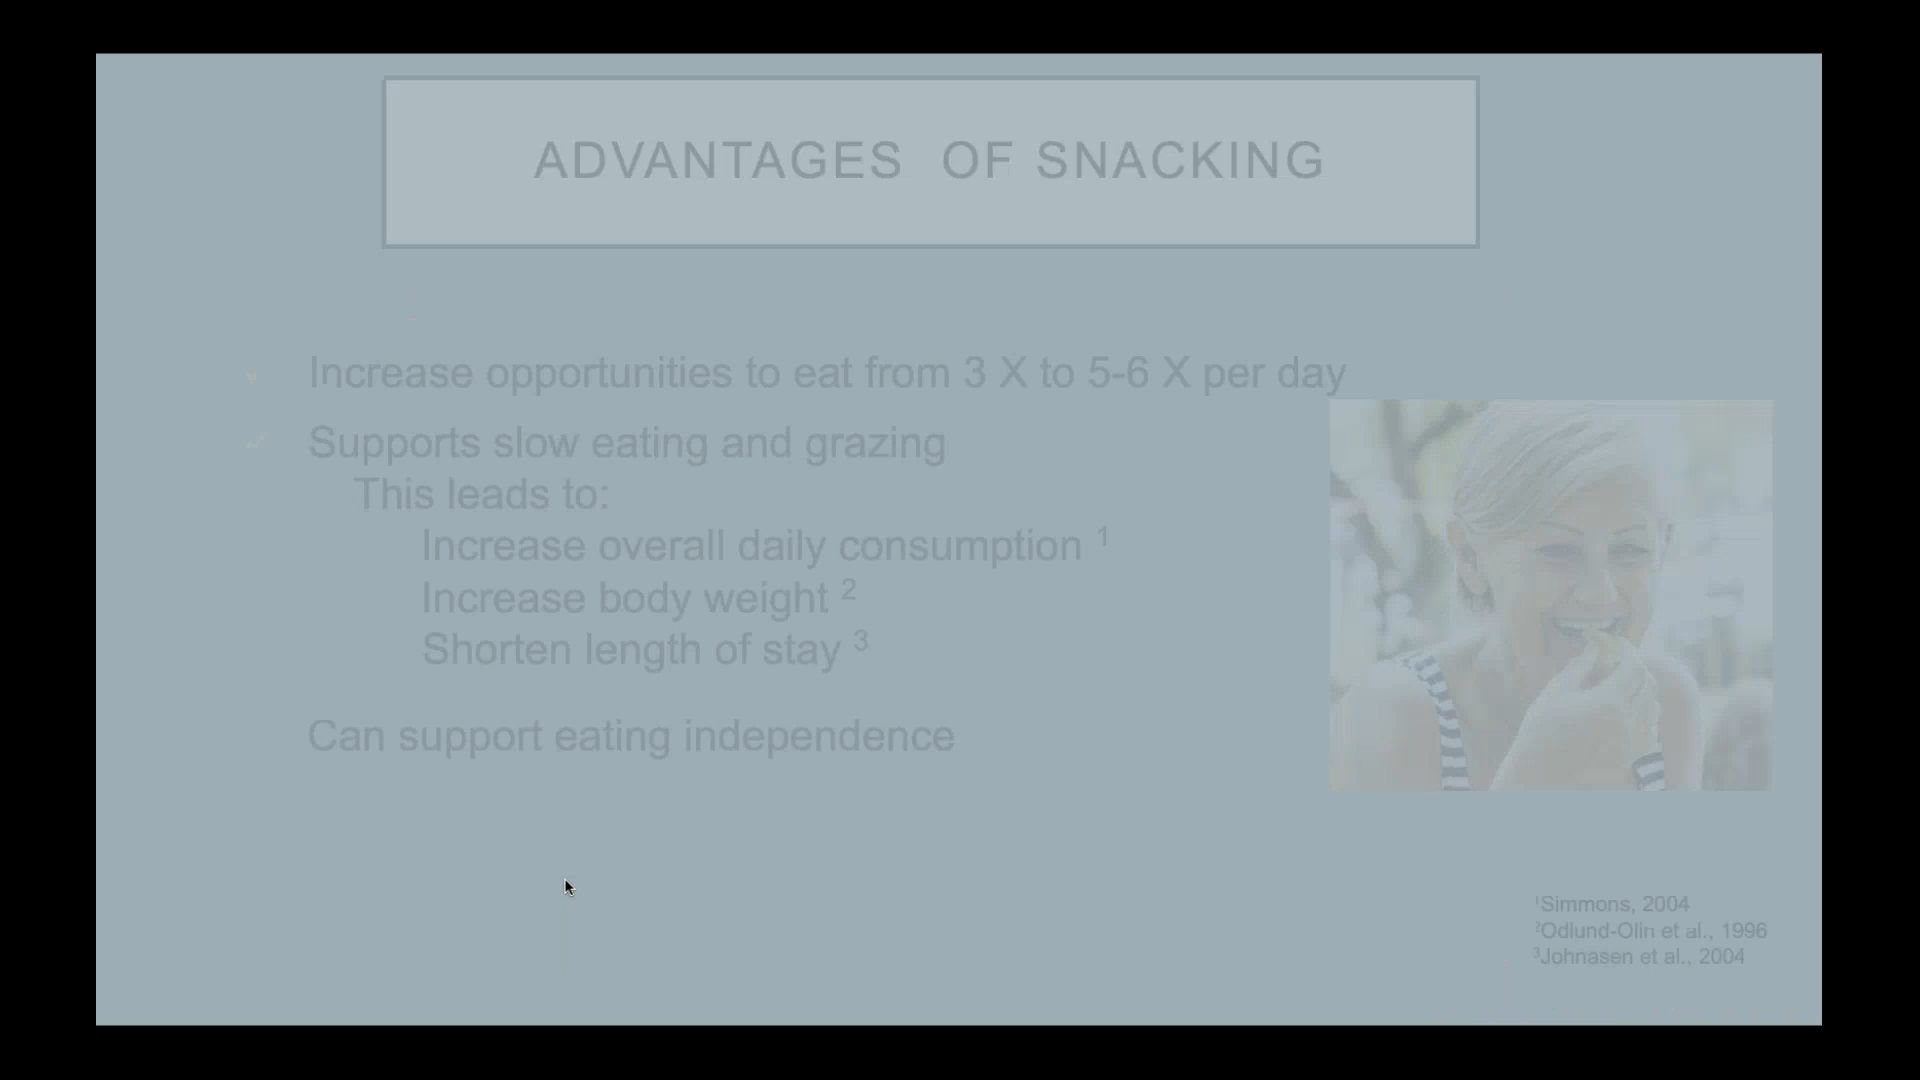 ADVANTAGES OF SNACKING
Increase opportunities to eat from 3 X to 5-6 X per day
Supports slow eating and grazing
This leads to:
Increase overall daily consumption ¹
Increase body weight ²
Shorten length of stay ³
Can support eating independence
¹Simmons, 2004
²Odlund-Olin et al., 1996
³Johnasen et al., 2004